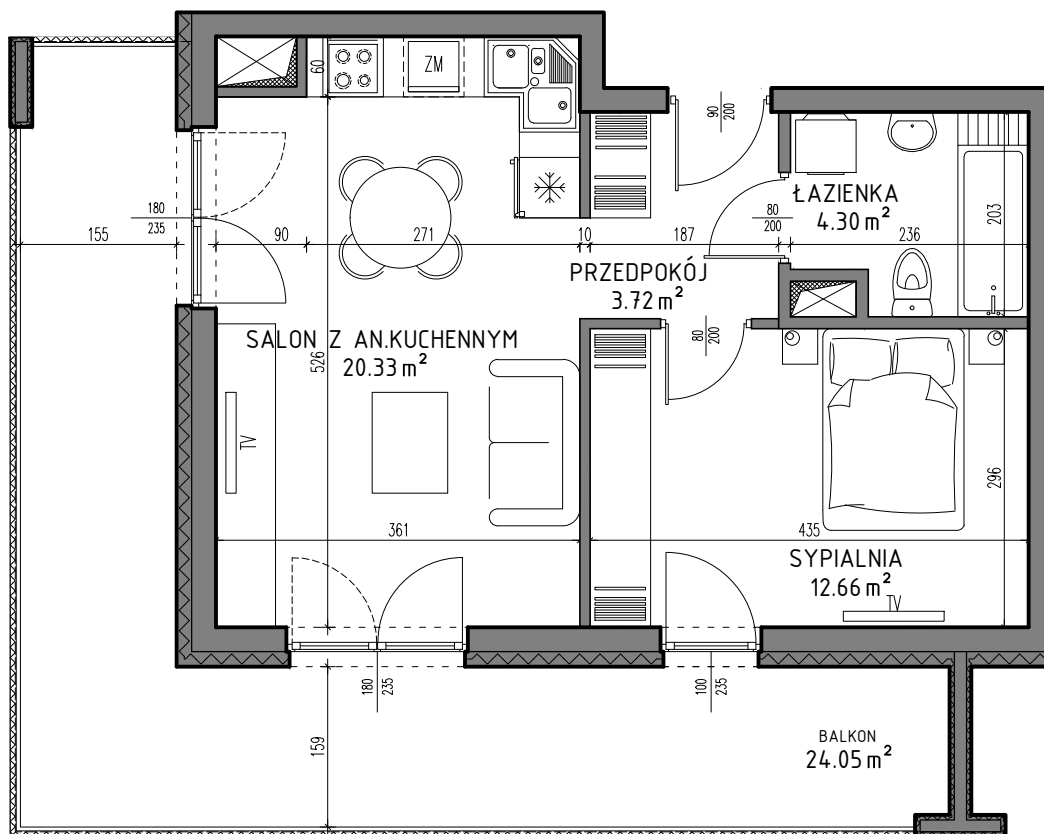 60
ZM
90
200
ŁAZIENKA
4.30 m²
203
180
235
80
200
155
90
271
10
187
236
PRZEDPOKÓJ
3.72 m²
SALON Z AN.KUCHENNYM
20.33 m²
526
80
200
TV
296
361
435
SYPIALNIA
12.66 m²
TV
180
235
100
235
159
BALKON
24.05 m²